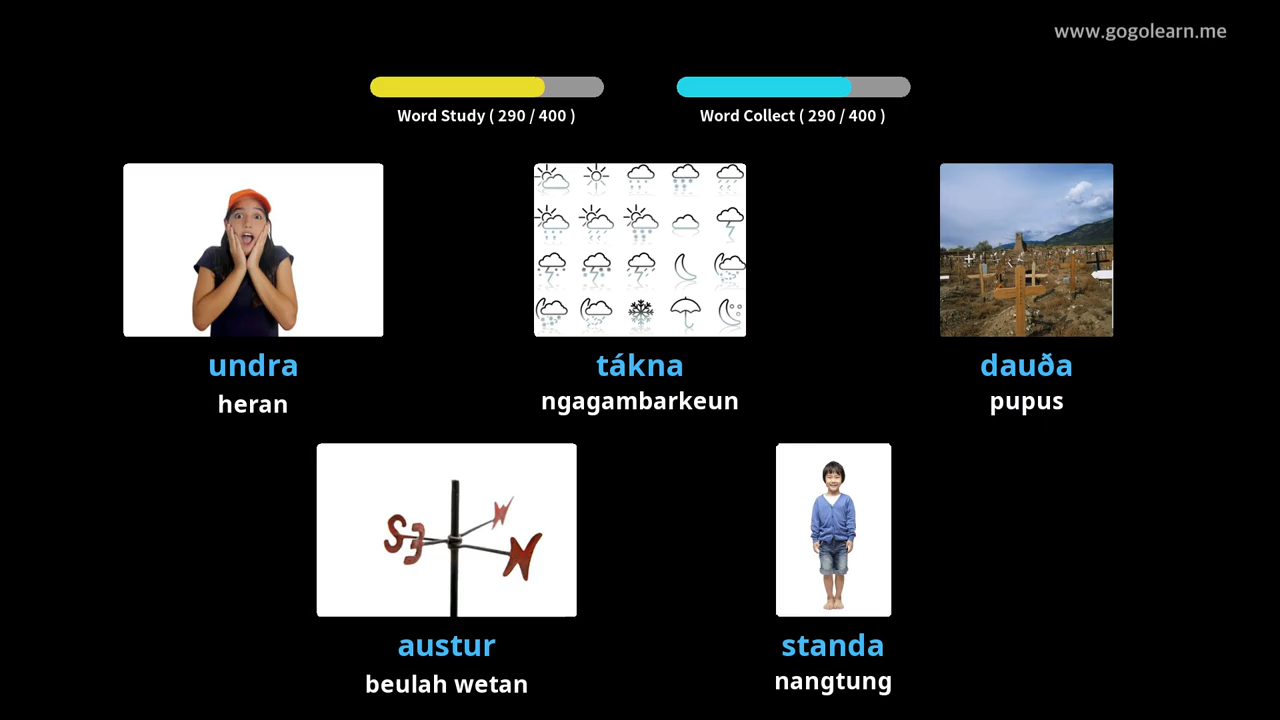 www.gogolearn.me
Word Study ( 290 / 400 )
Word Collect ( 290 / 400 )
undra
heran
tákna
ngagambarkeun
dauða
pupus
S E N N
austur
beulah wetan
standa
nangtung